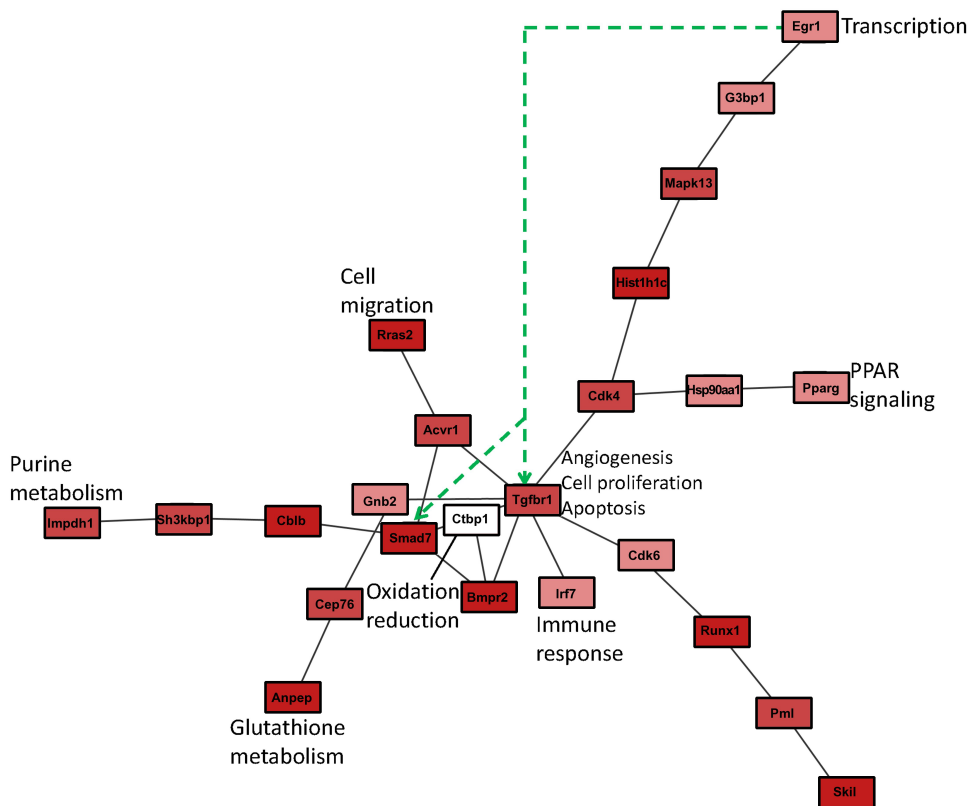 Egr1
Transcription
G3bp1
Mapk13
Cell
migration
Hist1h1c
Rras2
PPAR
signaling
Cdk4
Hsp90aa1
Pparg
Acvr1
Angiogenesis
Cell proliferation
Apoptosis
Purine
metabolism
Gnb2
Tgfbr1
Impdh1
Sh3kbp1
Cblb
Smad7
Ctbp1
Cdk6
Oxidation
reduction
Cep76
Bmpr2
Irf7
Immune
response
Runx1
Anpep
Glutathione
metabolism
Pml
Skil